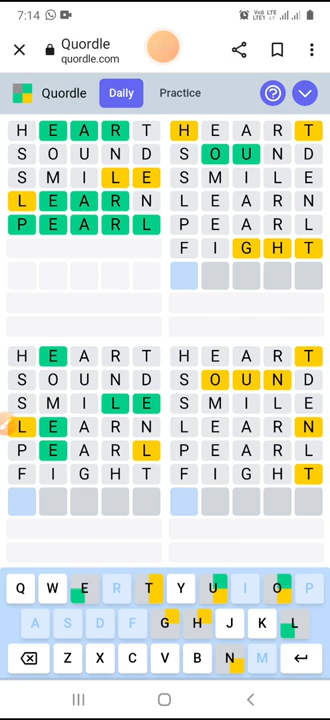 7:14 Vo) LTE LTE1
Quordle
quordle.com
Quordle Daily Practice ?
H E A R T H E A R T
S O U N D S O U N D
S M I L E S M I L E
L E A R N L E A R N
P E A R L P E A R L
F I G H T
H E A R T H E A R T
S O U N D S O U N D
S M I L E S M I L E
L E A R N L E A R N
P E A R L P E A R L
F I G H T F I G H T
Q W E R T Y U I O P
A S D F G H J K L
Z X C V B N M